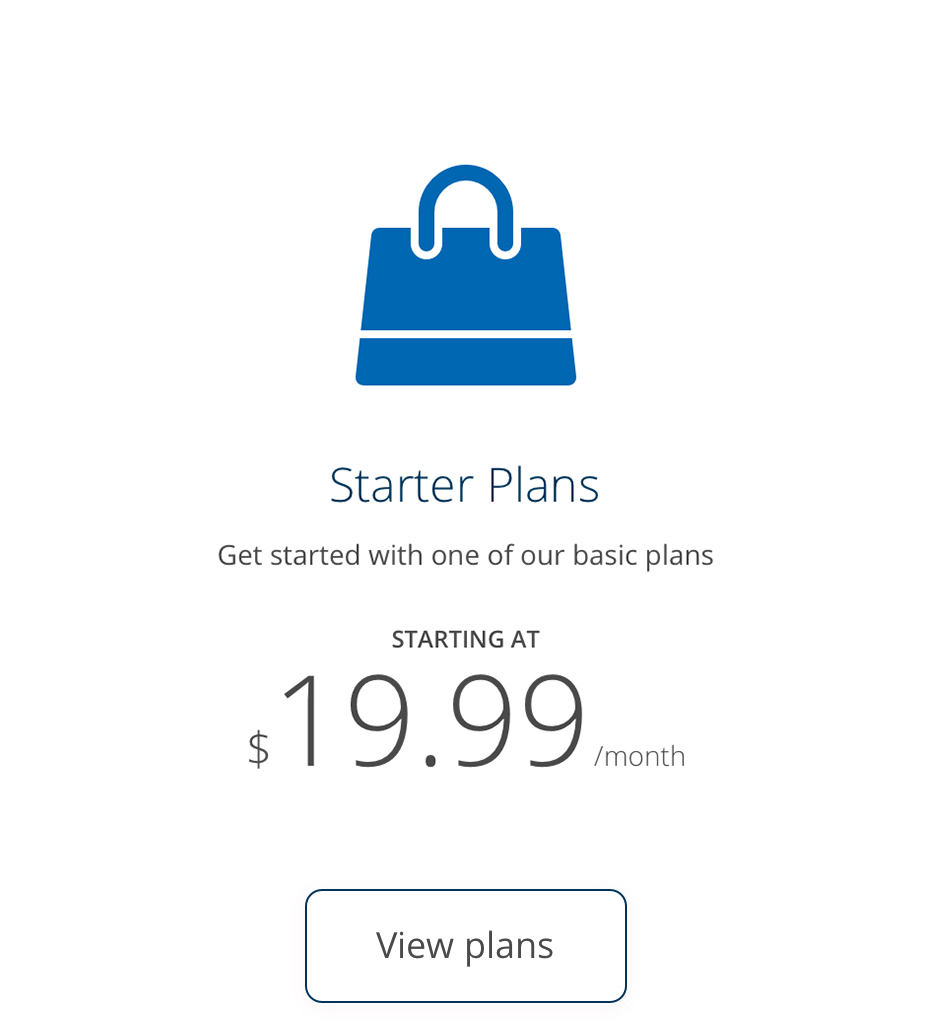 Starter Plans
Get started with one of our basic plans
STARTING AT
$19.99/month
View plans